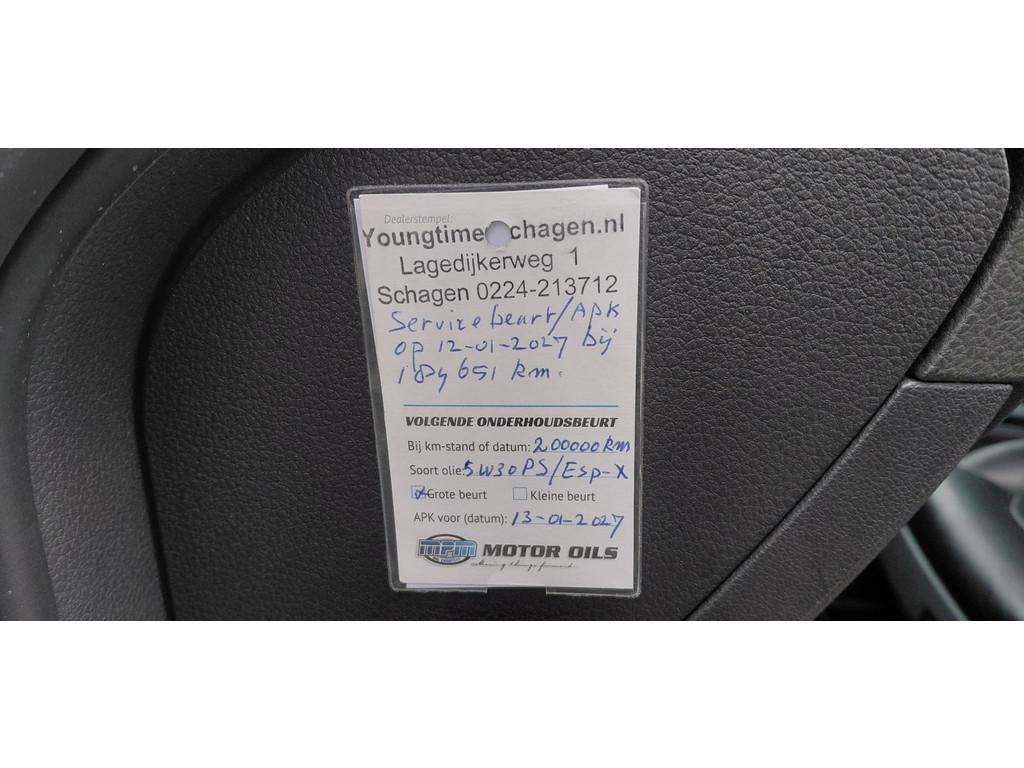 Dealerstempel:
Youngtime chagen.nl
Lagedijkerweg 1
Schagen 0224-213712
Servicebeurt/APK
op 12-01-2027 bij
184651 km.
VOLGENDE ONDERHOUDSBEURT
Bij km-stand of datum: 200000km
Soort olie: 5W30PS/Esp-X
Grote beurt Kleine beurt
APK voor (datum): 13-01-2027
MPM MOTOR OILS